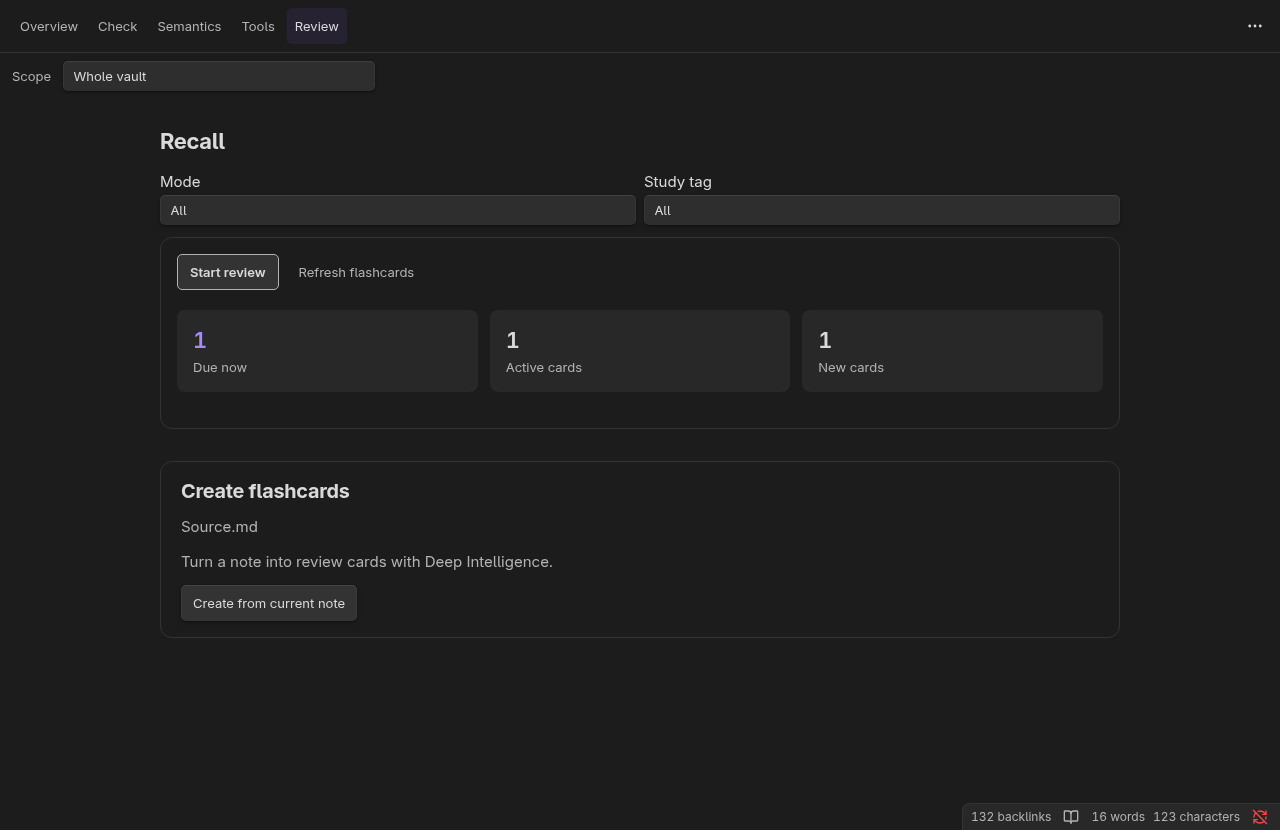 Overview Check Semantics Tools Review
Scope Whole vault
Recall
Mode Study tag
All All
Start review Refresh flashcards
1 1 1
Due now Active cards New cards
Create flashcards
Source.md
Turn a note into review cards with Deep Intelligence.
Create from current note
132 backlinks 16 words 123 characters